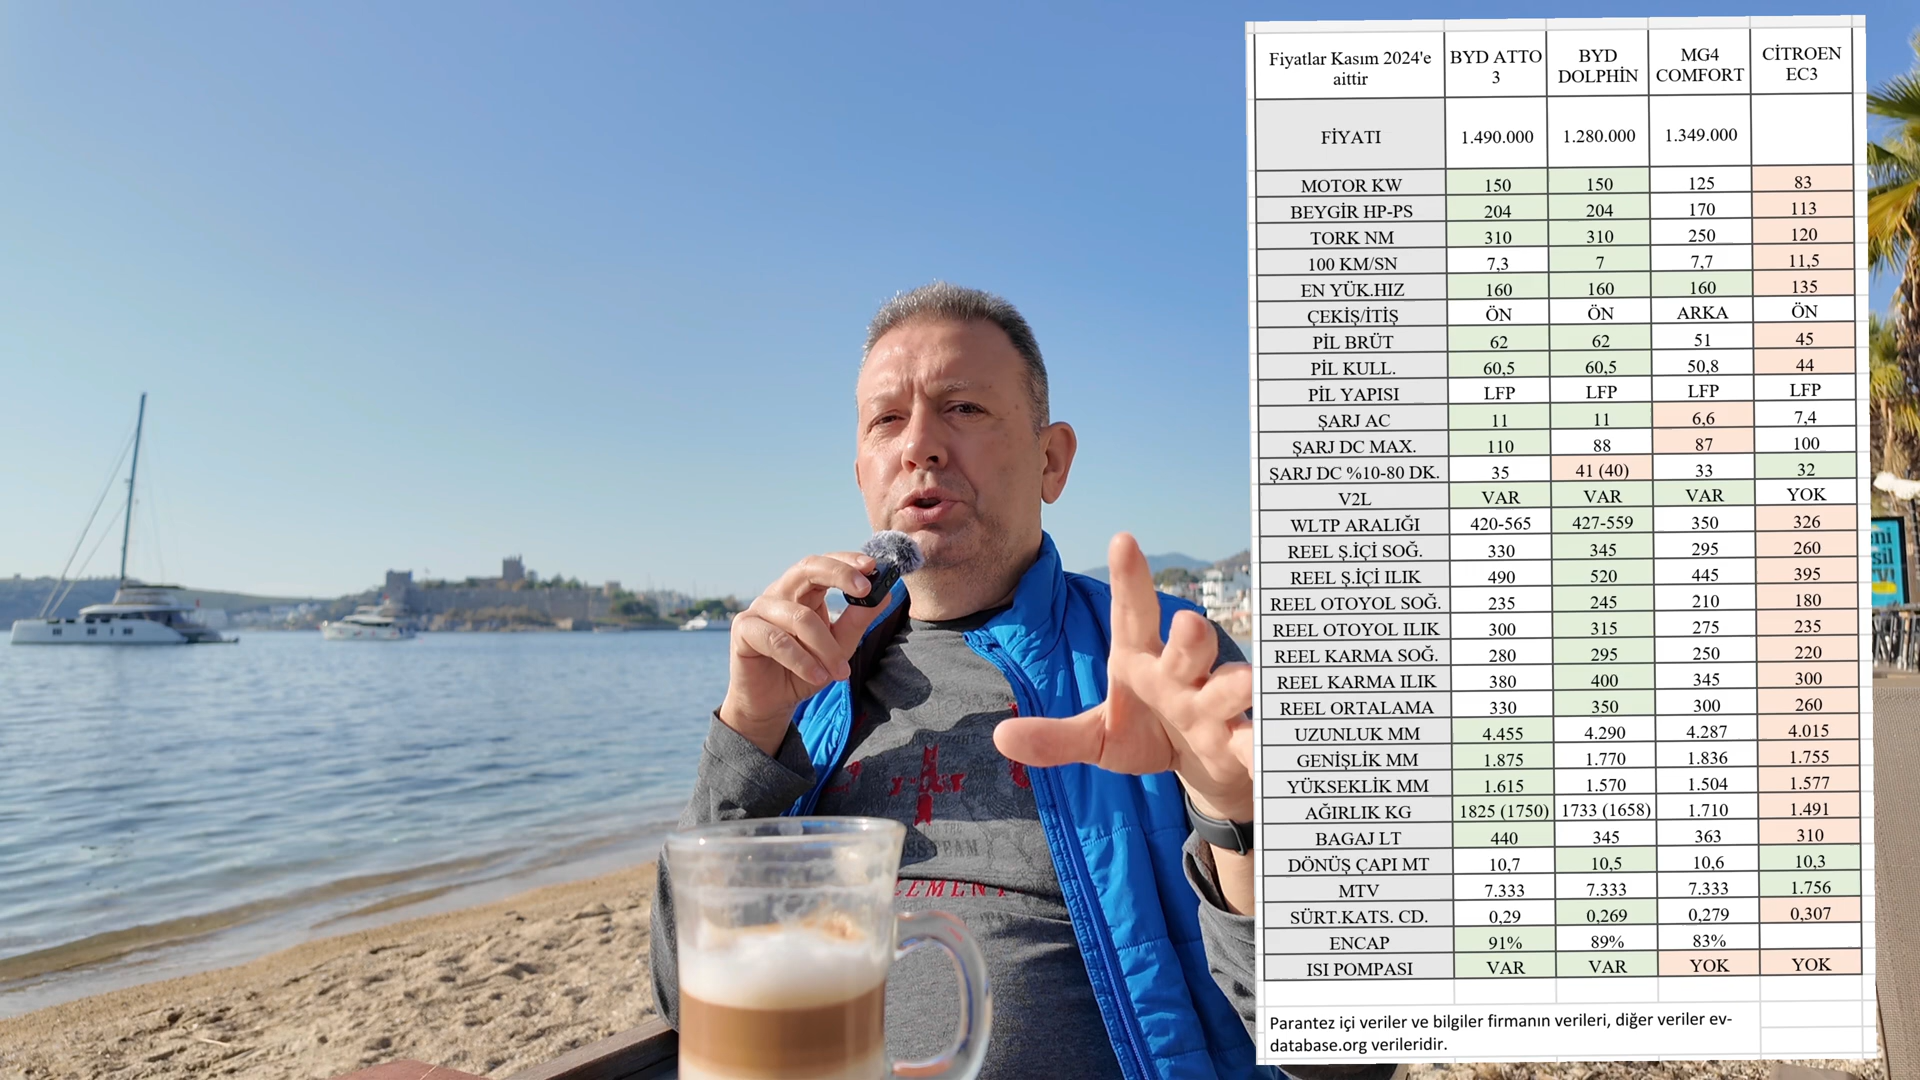 Fiyatlar Kasım 2024'e aittir BYD ATTO 3 BYD DOLPHİN MG4 COMFORT CİTROEN EC3
FİYATI 1.490.000 1.280.000 1.349.000
MOTOR KW 150 150 125 83
BEYGİR HP-PS 204 204 170 113
TORK NM 310 310 250 120
100 KM/SN 7,3 7 7,7 11,5
EN YÜK.HIZ 160 160 160 135
ÇEKİŞ/İTİŞ ÖN ÖN ARKA ÖN
PİL BRÜT 62 62 51 45
PİL KULL. 60,5 60,5 50,8 44
PİL YAPISI LFP LFP LFP LFP
ŞARJ AC 11 11 6,6 7,4
ŞARJ DC MAX. 110 88 87 100
ŞARJ DC %10-80 DK. 35 41 (40) 33 32
V2L VAR VAR VAR YOK
WLTP ARALIĞI 420-565 427-559 350 326
REEL Ş.İÇİ SOĞ. 330 345 295 260
REEL Ş.İÇİ ILIK 490 520 445 395
REEL OTOYOL SOĞ. 235 245 210 180
REEL OTOYOL ILIK 300 315 275 235
REEL KARMA SOĞ. 280 295 250 220
REEL KARMA ILIK 380 400 345 300
REEL ORTALAMA 330 350 300 260
UZUNLUK MM 4.455 4.290 4.287 4.015
GENİŞLİK MM 1.875 1.770 1.836 1.755
YÜKSEKLİK MM 1.615 1.570 1.504 1.577
AĞIRLIK KG 1825 (1750) 1733 (1658) 1.710 1.491
BAGAJ LT 440 345 363 310
DÖNÜŞ ÇAPI MT 10,7 10,5 10,6 10,3
MTV 7.333 7.333 7.333 1.756
SÜRT.KATS. CD. 0,29 0,269 0,279 0,307
ENCAP 91% 89% 83%
ISI POMPASI VAR VAR YOK YOK
Parantez içi veriler ve bilgiler firmanın verileri, diğer veriler ev-
database.org verileridir.